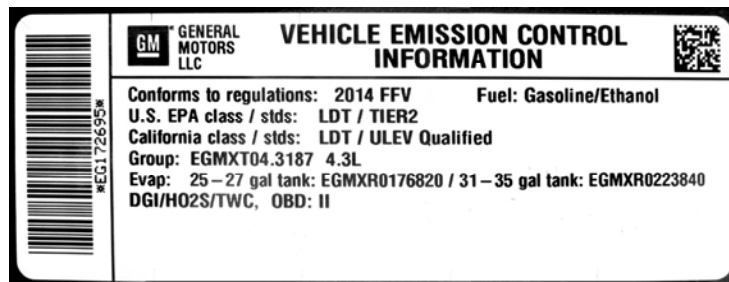 *EG172695*
GM GENERAL MOTORS LLC
VEHICLE EMISSION CONTROL INFORMATION
Conforms to regulations: 2014 FFV Fuel: Gasoline/Ethanol
U.S. EPA class / stds: LDT / TIER2
California class / stds: LDT / ULEV Qualified
Group: EGMXT04.3187 4.3L
Evap: 25–27 gal tank: EGMXR0176820 / 31–35 gal tank: EGMXR0223840
DGI/HO2S/TWC, OBD: II